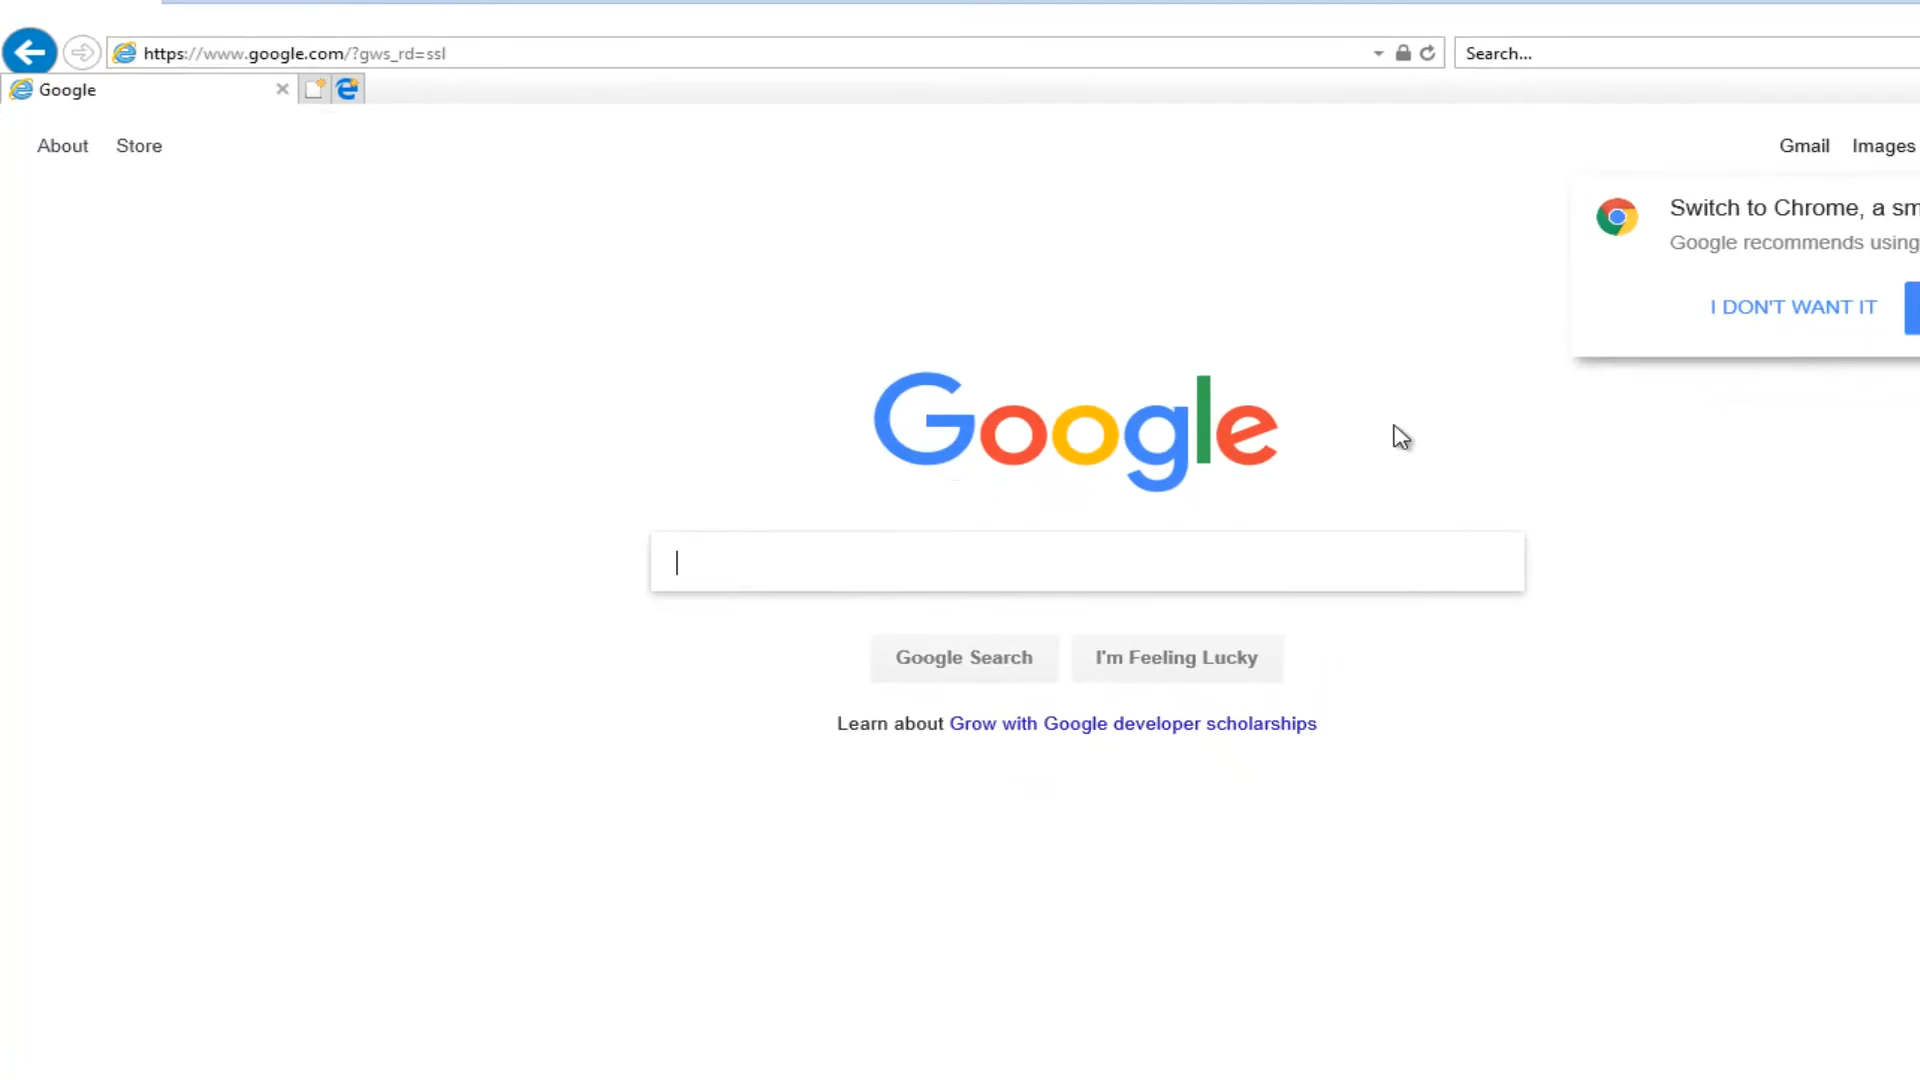 https://www.google.com/?gws_rd=ssl
Search...
Google
About
Store
Gmail
Images
Switch to Chrome, a sm
Google recommends using
I DON'T WANT IT
Google
Google Search
I'm Feeling Lucky
Learn about Grow with Google developer scholarships